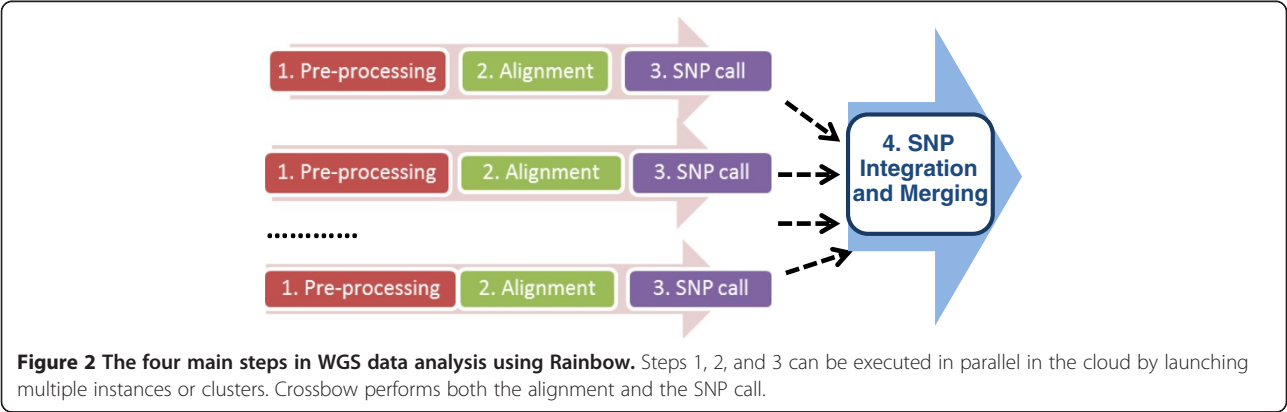 1. Pre-processing 2. Alignment 3. SNP call
1. Pre-processing 2. Alignment 3. SNP call
............
1. Pre-processing 2. Alignment 3. SNP call
4. SNP
Integration
and Merging
Figure 2 The four main steps in WGS data analysis using Rainbow. Steps 1, 2, and 3 can be executed in parallel in the cloud by launching
multiple instances or clusters. Crossbow performs both the alignment and the SNP call.